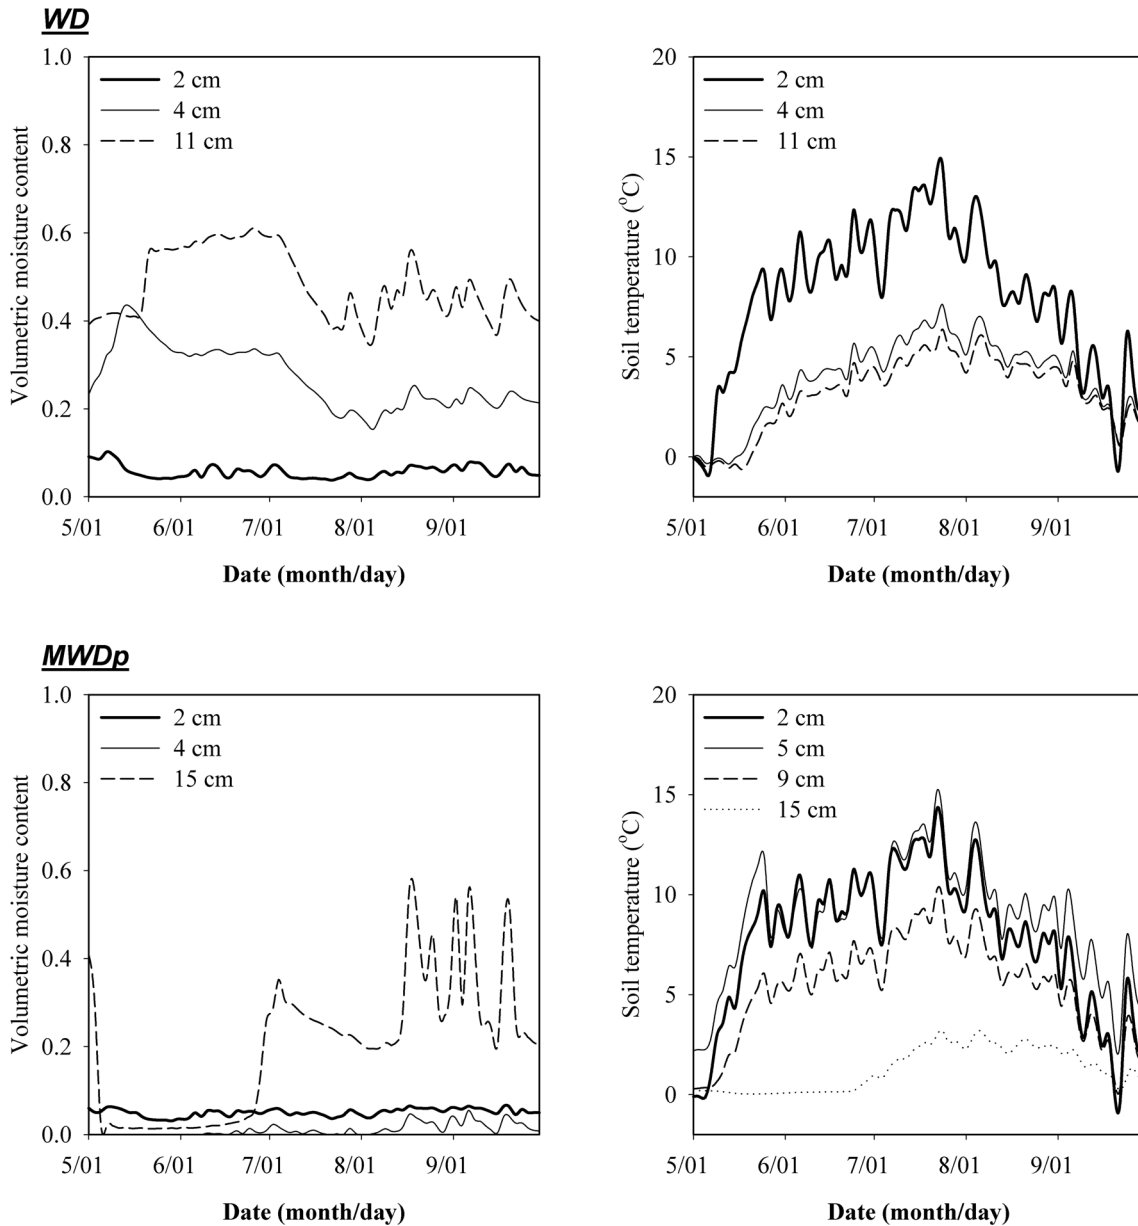 WD
1.0
0.8
0.6
0.4
0.2
0.0
Volumetric moisture content
2 cm
4 cm
11 cm
5/01 6/01 7/01 8/01 9/01
Date (month/day)
20
15
10
5
0
Soil temperature (°C)
2 cm
4 cm
11 cm
5/01 6/01 7/01 8/01 9/01
Date (month/day)
MWDp
1.0
0.8
0.6
0.4
0.2
0.0
Volumetric moisture content
2 cm
4 cm
15 cm
5/01 6/01 7/01 8/01 9/01
Date (month/day)
20
15
10
5
0
Soil temperature (°C)
2 cm
5 cm
9 cm
15 cm
5/01 6/01 7/01 8/01 9/01
Date (month/day)